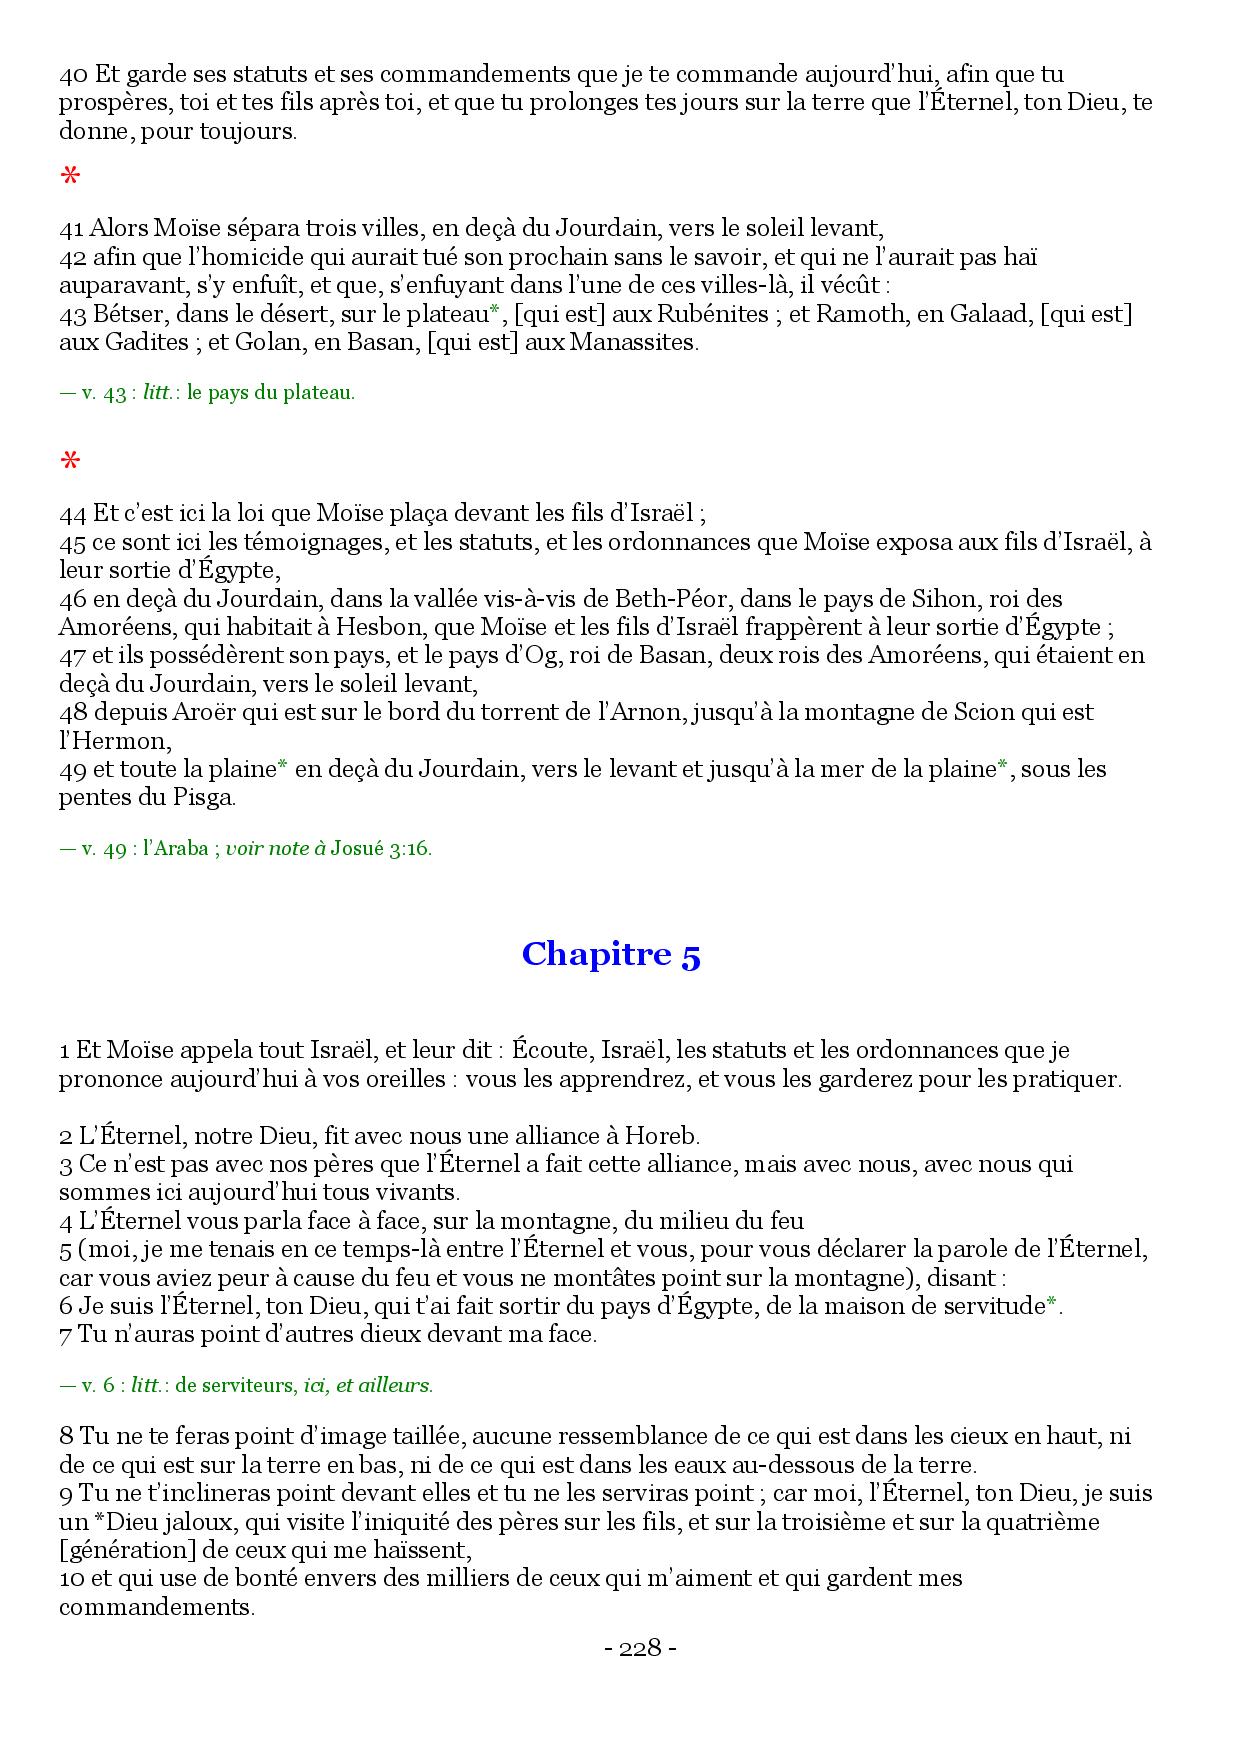 40 Et garde ses statuts et ses commandements que je te commande aujourd’hui, afin que tu
prospères, toi et tes fils après toi, et que tu prolonges tes jours sur la terre que l’Éternel, ton Dieu, te
donne, pour toujours.
*
41 Alors Moïse sépara trois villes, en deçà du Jourdain, vers le soleil levant,
42 afin que l’homicide qui aurait tué son prochain sans le savoir, et qui ne l’aurait pas haï
auparavant, s’y enfuît, et que, s’enfuyant dans l’une de ces villes-là, il vécût :
43 Bétser, dans le désert, sur le plateau*, [qui est] aux Rubénites ; et Ramoth, en Galaad, [qui est]
aux Gadites ; et Golan, en Basan, [qui est] aux Manassites.
— v. 43 : litt.: le pays du plateau.
*
44 Et c’est ici la loi que Moïse plaça devant les fils d’Israël ;
45 ce sont ici les témoignages, et les statuts, et les ordonnances que Moïse exposa aux fils d’Israël, à
leur sortie d’Égypte,
46 en deçà du Jourdain, dans la vallée vis-à-vis de Beth-Péor, dans le pays de Sihon, roi des
Amoréens, qui habitait à Hesbon, que Moïse et les fils d’Israël frappèrent à leur sortie d’Égypte ;
47 et ils possédèrent son pays, et le pays d’Og, roi de Basan, deux rois des Amoréens, qui étaient en
deçà du Jourdain, vers le soleil levant,
48 depuis Aroër qui est sur le bord du torrent de l’Arnon, jusqu’à la montagne de Scion qui est
l’Hermon,
49 et toute la plaine* en deçà du Jourdain, vers le levant et jusqu’à la mer de la plaine*, sous les
pentes du Pisga.
— v. 49 : l’Araba ; voir note à Josué 3:16.
Chapitre 5
1 Et Moïse appela tout Israël, et leur dit : Écoute, Israël, les statuts et les ordonnances que je
prononce aujourd’hui à vos oreilles : vous les apprendrez, et vous les garderez pour les pratiquer.
2 L’Éternel, notre Dieu, fit avec nous une alliance à Horeb.
3 Ce n’est pas avec nos pères que l’Éternel a fait cette alliance, mais avec nous, avec nous qui
sommes ici aujourd’hui tous vivants.
4 L’Éternel vous parla face à face, sur la montagne, du milieu du feu
5 (moi, je me tenais en ce temps-là entre l’Éternel et vous, pour vous déclarer la parole de l’Éternel,
car vous aviez peur à cause du feu et vous ne montâtes point sur la montagne), disant :
6 Je suis l’Éternel, ton Dieu, qui t’ai fait sortir du pays d’Égypte, de la maison de servitude*.
7 Tu n’auras point d’autres dieux devant ma face.
— v. 6 : litt.: de serviteurs, ici, et ailleurs.
8 Tu ne te feras point d’image taillée, aucune ressemblance de ce qui est dans les cieux en haut, ni
de ce qui est sur la terre en bas, ni de ce qui est dans les eaux au-dessous de la terre.
9 Tu ne t’inclineras point devant elles et tu ne les serviras point ; car moi, l’Éternel, ton Dieu, je suis
un *Dieu jaloux, qui visite l’iniquité des pères sur les fils, et sur la troisième et sur la quatrième
[génération] de ceux qui me haïssent,
10 et qui use de bonté envers des milliers de ceux qui m’aiment et qui gardent mes
commandements.
- 228 -